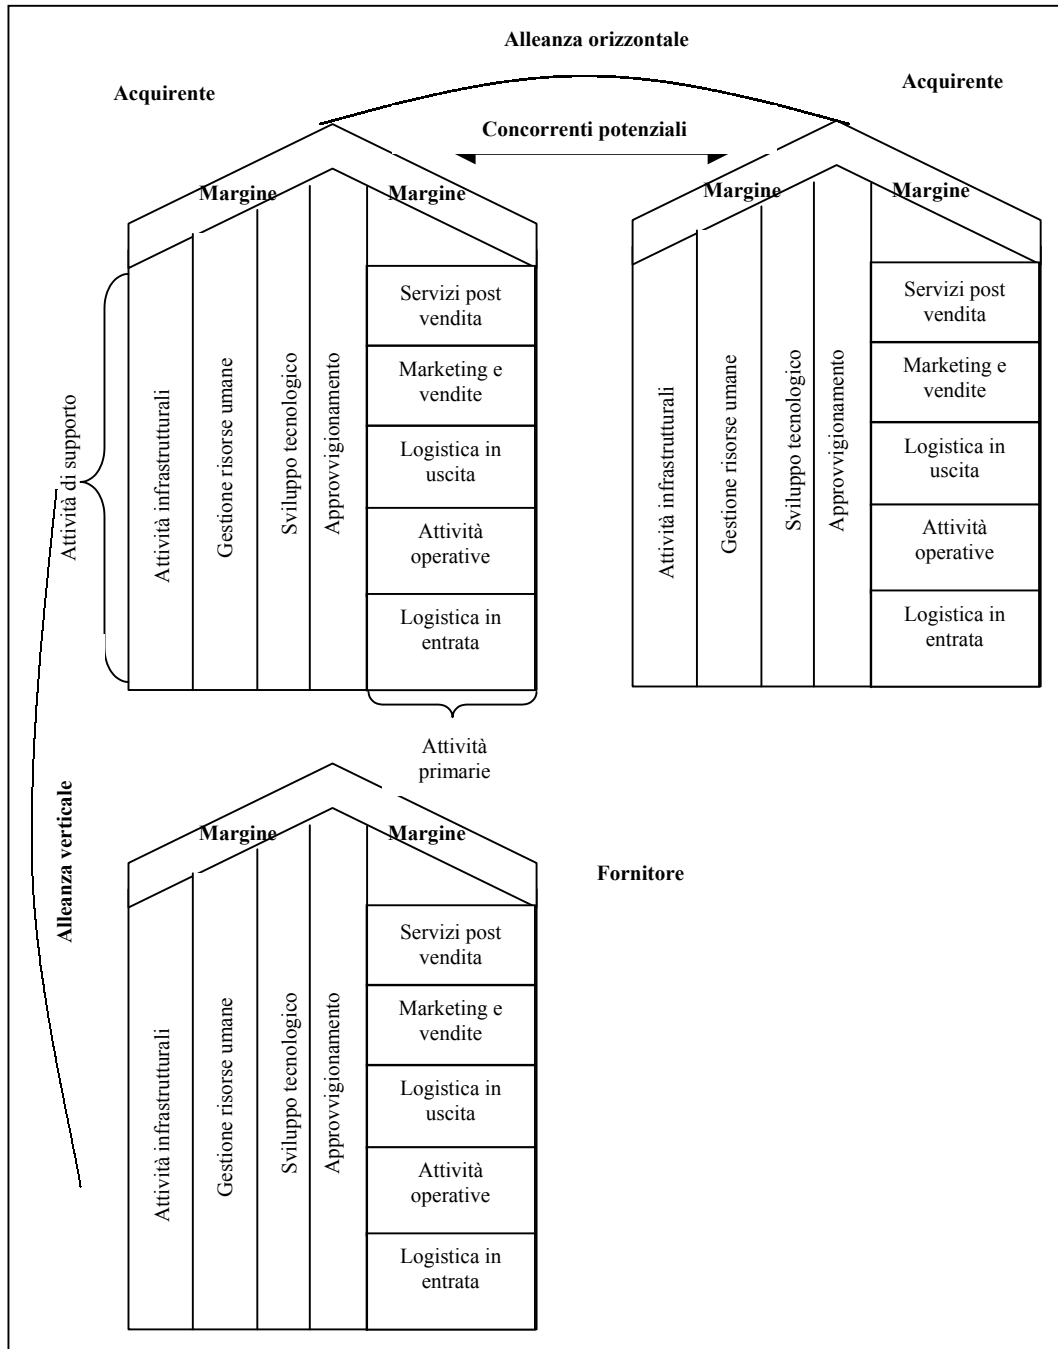 Alleanza orizzontale
Acquirente
Acquirente
Concorrenti potenziali
Margine
Margine
Attività di supporto
Attività infrastrutturali
Gestione risorse umane
Sviluppo tecnologico
Approvvigionamento
Servizi post
vendita
Marketing e
vendite
Logistica in
uscita
Attività
operative
Logistica in
entrata
Attività
primarie
Margine
Margine
Attività infrastrutturali
Gestione risorse umane
Sviluppo tecnologico
Approvvigionamento
Servizi post
vendita
Marketing e
vendite
Logistica in
uscita
Attività
operative
Logistica in
entrata
Alleanza verticale
Fornitore
Margine
Margine
Attività infrastrutturali
Gestione risorse umane
Sviluppo tecnologico
Approvvigionamento
Servizi post
vendita
Marketing e
vendite
Logistica in
uscita
Attività
operative
Logistica in
entrata